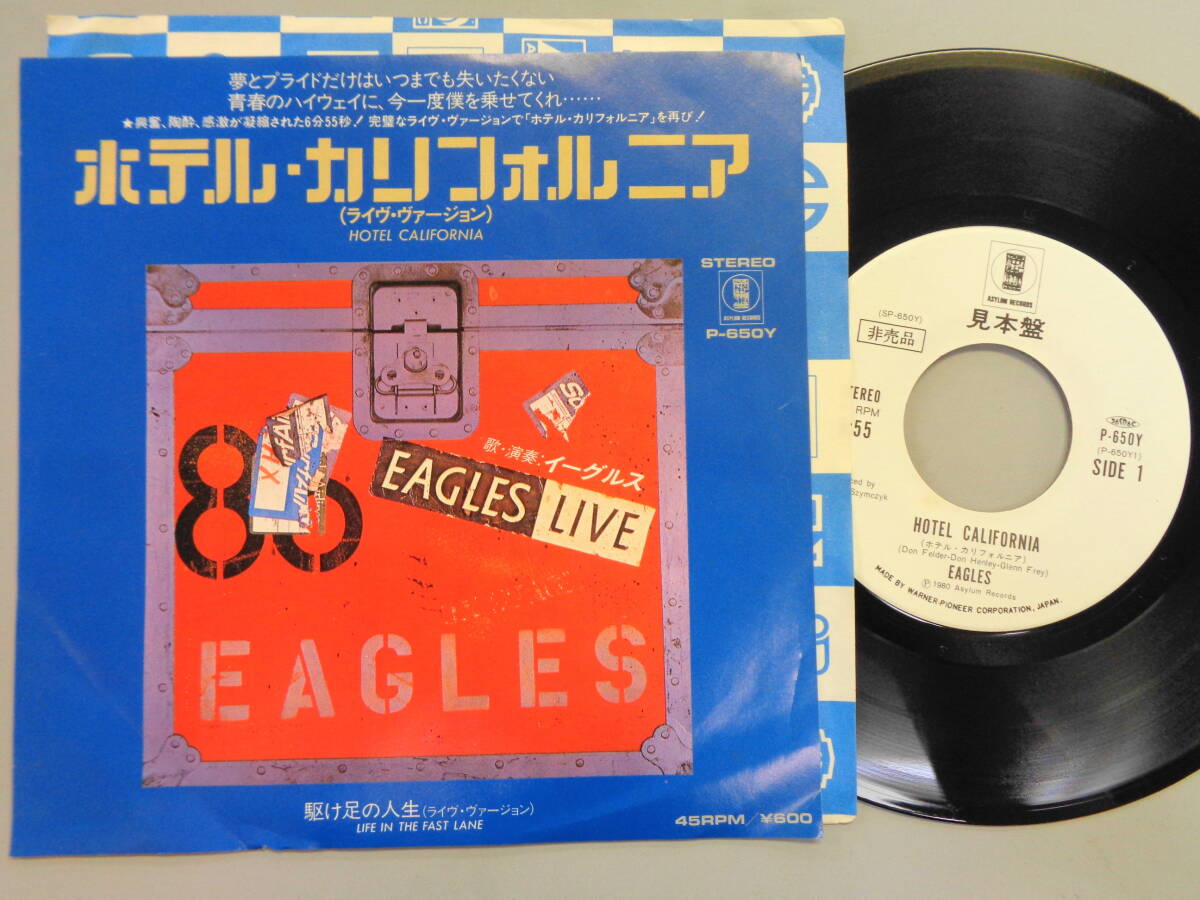 夢とプライドだけはいつまでも失いたくない
青春のハイウェイに、今一度僕を乗せてくれ……
★興奮、陶酔、感激が凝縮された6分55秒！完璧なライヴ・ヴァージョンで「ホテル・カリフォルニア」を再び！
ホテル・カリフォルニア
(ライヴ・ヴァージョン)
HOTEL CALIFORNIA
STEREO
ASYLUM RECORDS
P-650Y
歌・演奏：イーグルス
EAGLES LIVE
86
EAGLES
駆け足の人生(ライヴ・ヴァージョン)
LIFE IN THE FAST LANE
45RPM/¥600
ASYLUM RECORDS
見本盤
(SP-650Y)
非売品
TEREO
RPM
:55
P-650Y
(P-650Y1)
SIDE 1
ced by
Szymczyk
HOTEL CALIFORNIA
(ホテル・カリフォルニア)
(Don Felder-Don Henley-Glenn Frey)
EAGLES
Ⓟ 1980 Asylum Records
MADE BY WARNER-PIONEER CORPORATION, JAPAN.